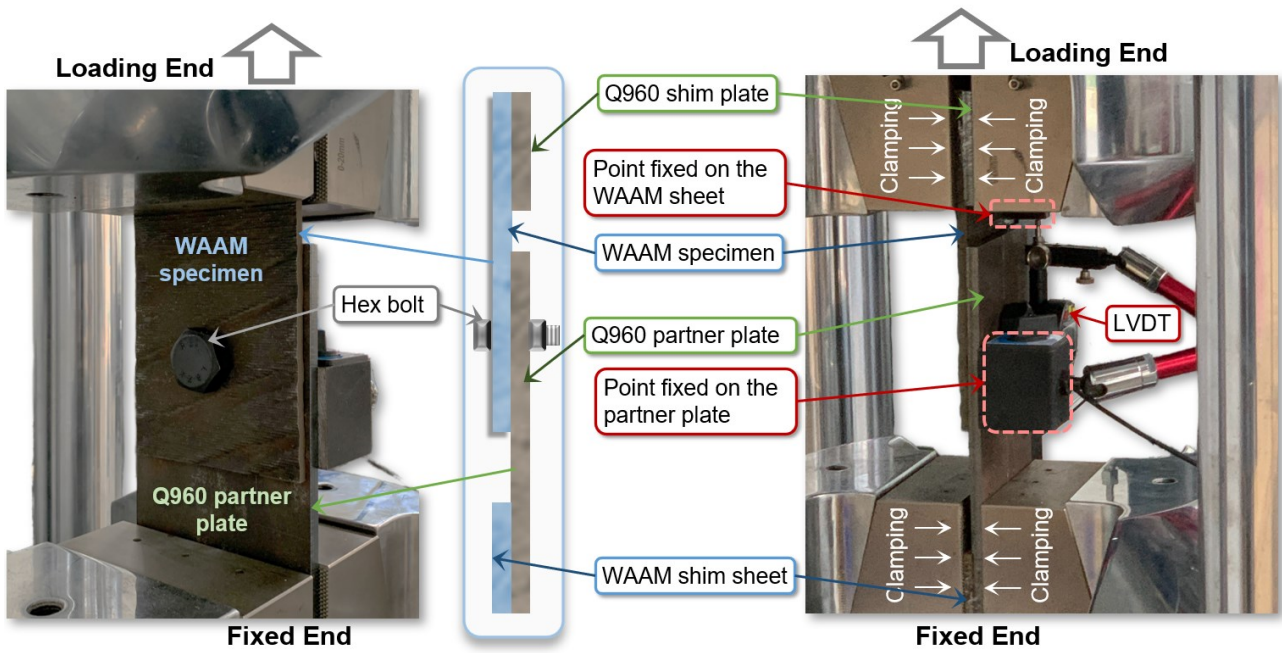 Loading End
WAAM
specimen
Q960 partner
plate
Fixed End
Hex bolt
Q960 shim plate
Point fixed on the
WAAM sheet
WAAM specimen
Q960 partner plate
Point fixed on the
partner plate
WAAM shim sheet
Loading End
Clamping
Clamping
LVDT
Clamping
Clamping
Fixed End
0-20mm